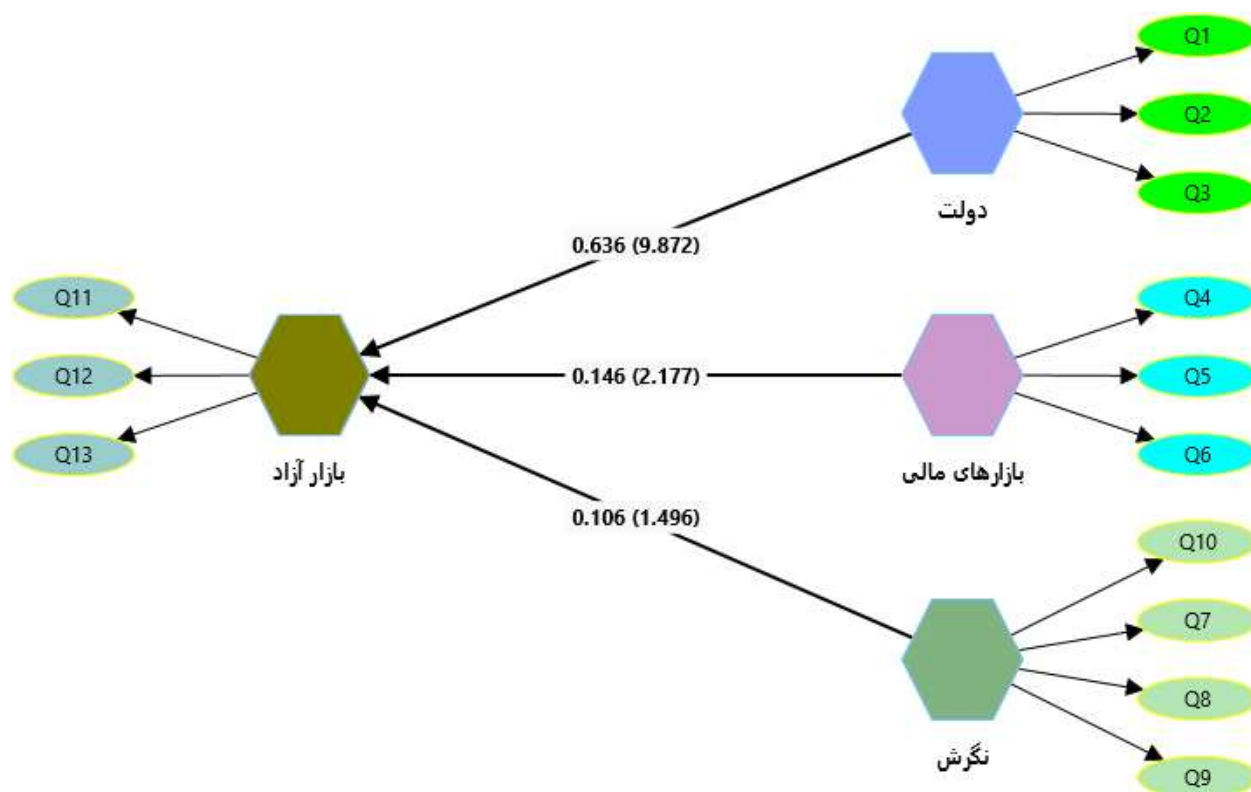 Q1
Q2
Q3
دولت
0.636 (9.872)
Q11
Q12
Q13
بازار آزاد
0.146 (2.177)
Q4
Q5
Q6
بازارهای مالی
0.106 (1.496)
Q10
Q7
Q8
Q9
نگرش